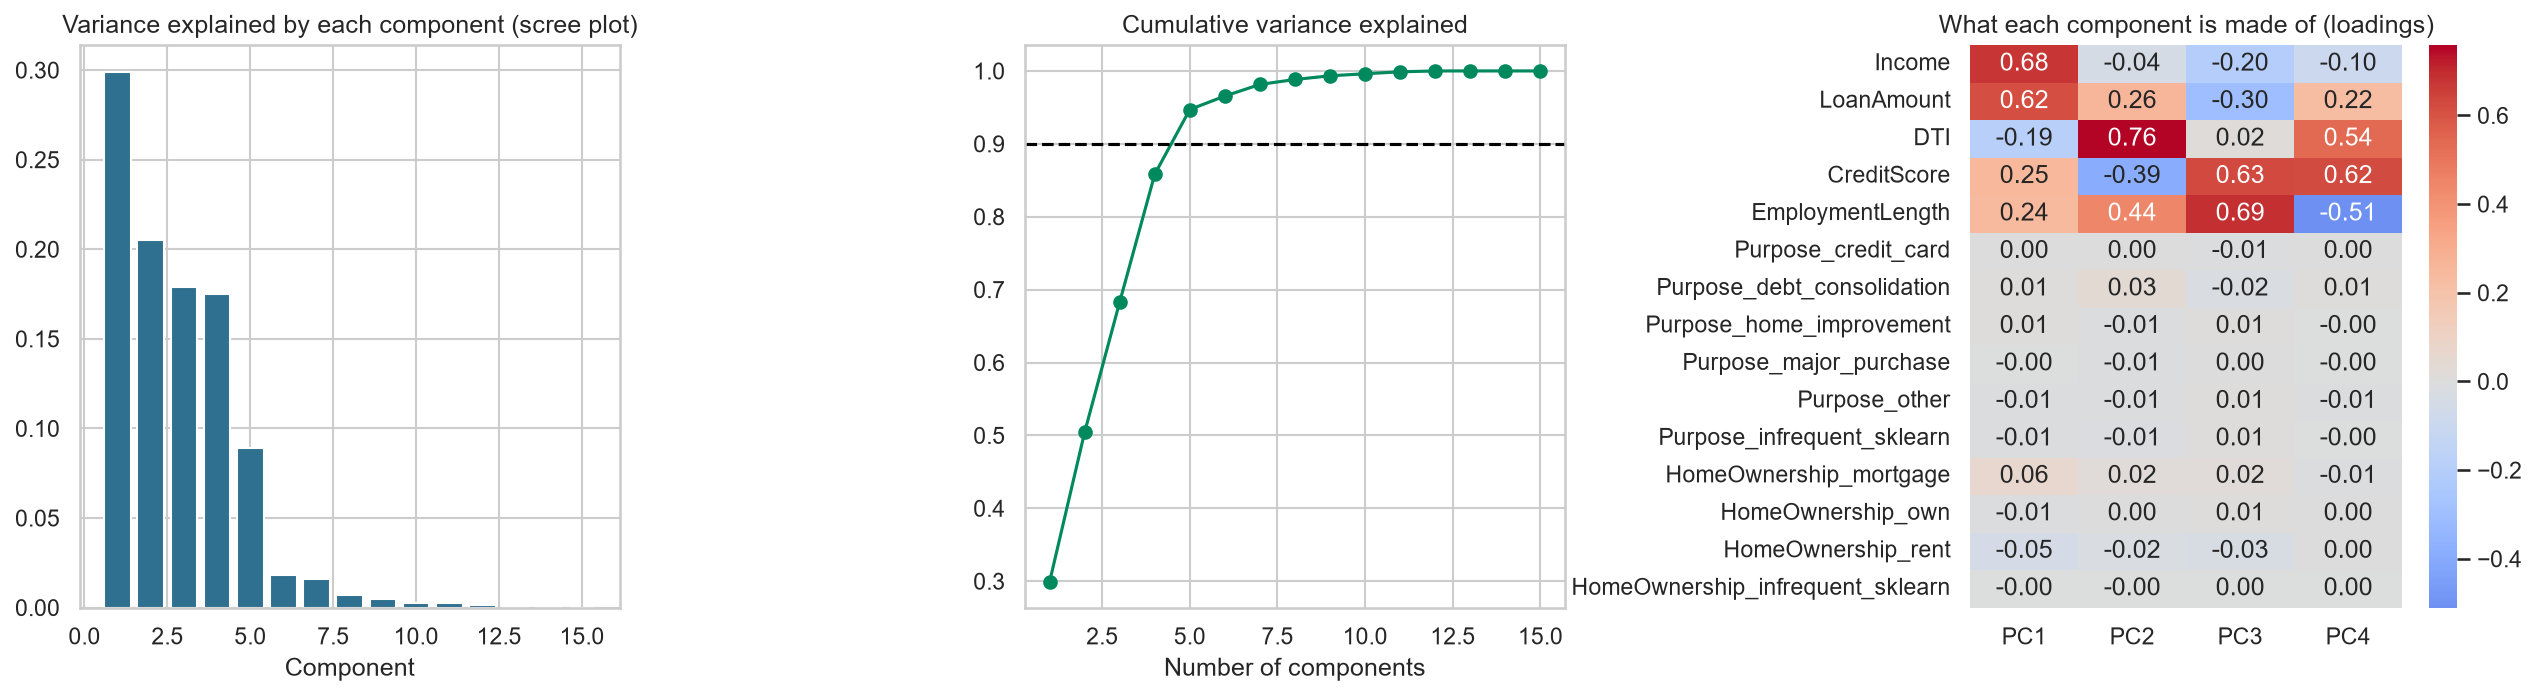 Variance explained by each component (scree plot)
0.30
0.25
0.20
0.15
0.10
0.05
0.00
0.0 2.5 5.0 7.5 10.0 12.5 15.0
Component
Cumulative variance explained
1.0
0.9
0.8
0.7
0.6
0.5
0.4
0.3
2.5 5.0 7.5 10.0 12.5 15.0
Number of components
What each component is made of (loadings)
Income 0.68 -0.04 -0.20 -0.10
LoanAmount 0.62 0.26 -0.30 0.22
DTI -0.19 0.76 0.02 0.54
CreditScore 0.25 -0.39 0.63 0.62
EmploymentLength 0.24 0.44 0.69 -0.51
Purpose_credit_card 0.00 0.00 -0.01 0.00
Purpose_debt_consolidation 0.01 0.03 -0.02 0.01
Purpose_home_improvement 0.01 -0.01 0.01 -0.00
Purpose_major_purchase -0.00 -0.01 0.00 -0.00
Purpose_other -0.01 -0.01 0.01 -0.01
Purpose_infrequent_sklearn -0.01 -0.01 0.01 -0.00
HomeOwnership_mortgage 0.06 0.02 0.02 -0.01
HomeOwnership_own -0.01 0.00 0.01 0.00
HomeOwnership_rent -0.05 -0.02 -0.03 0.00
HomeOwnership_infrequent_sklearn -0.00 -0.00 0.00 0.00
PC1 PC2 PC3 PC4
0.6
0.4
0.2
0.0
−0.2
−0.4